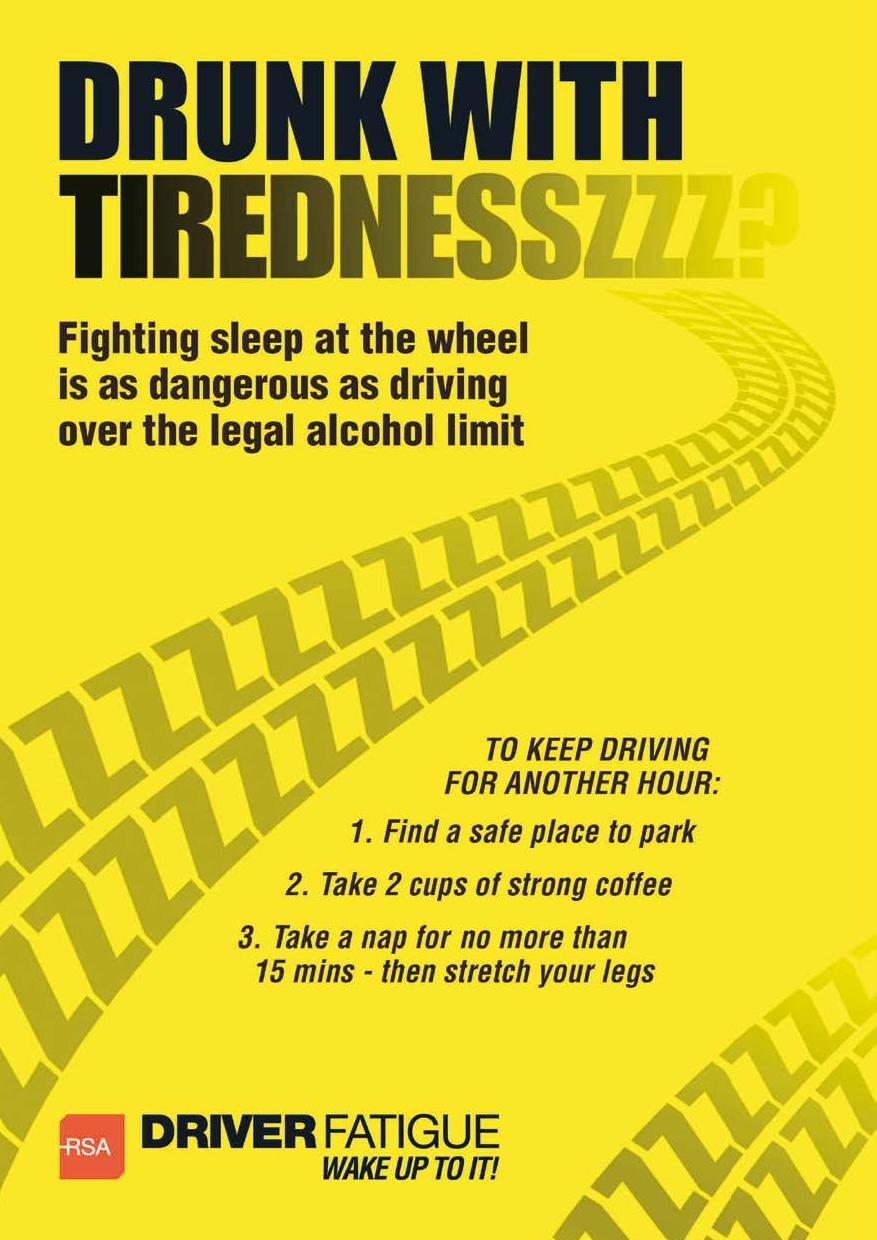 DRUNK WITH
TIREDNESSZZZ?
Fighting sleep at the wheel
is as dangerous as driving
over the legal alcohol limit
TO KEEP DRIVING
FOR ANOTHER HOUR:
1. Find a safe place to park
2. Take 2 cups of strong coffee
3. Take a nap for no more than
15 mins - then stretch your legs
RSA
DRIVER FATIGUE
WAKE UP TO IT!